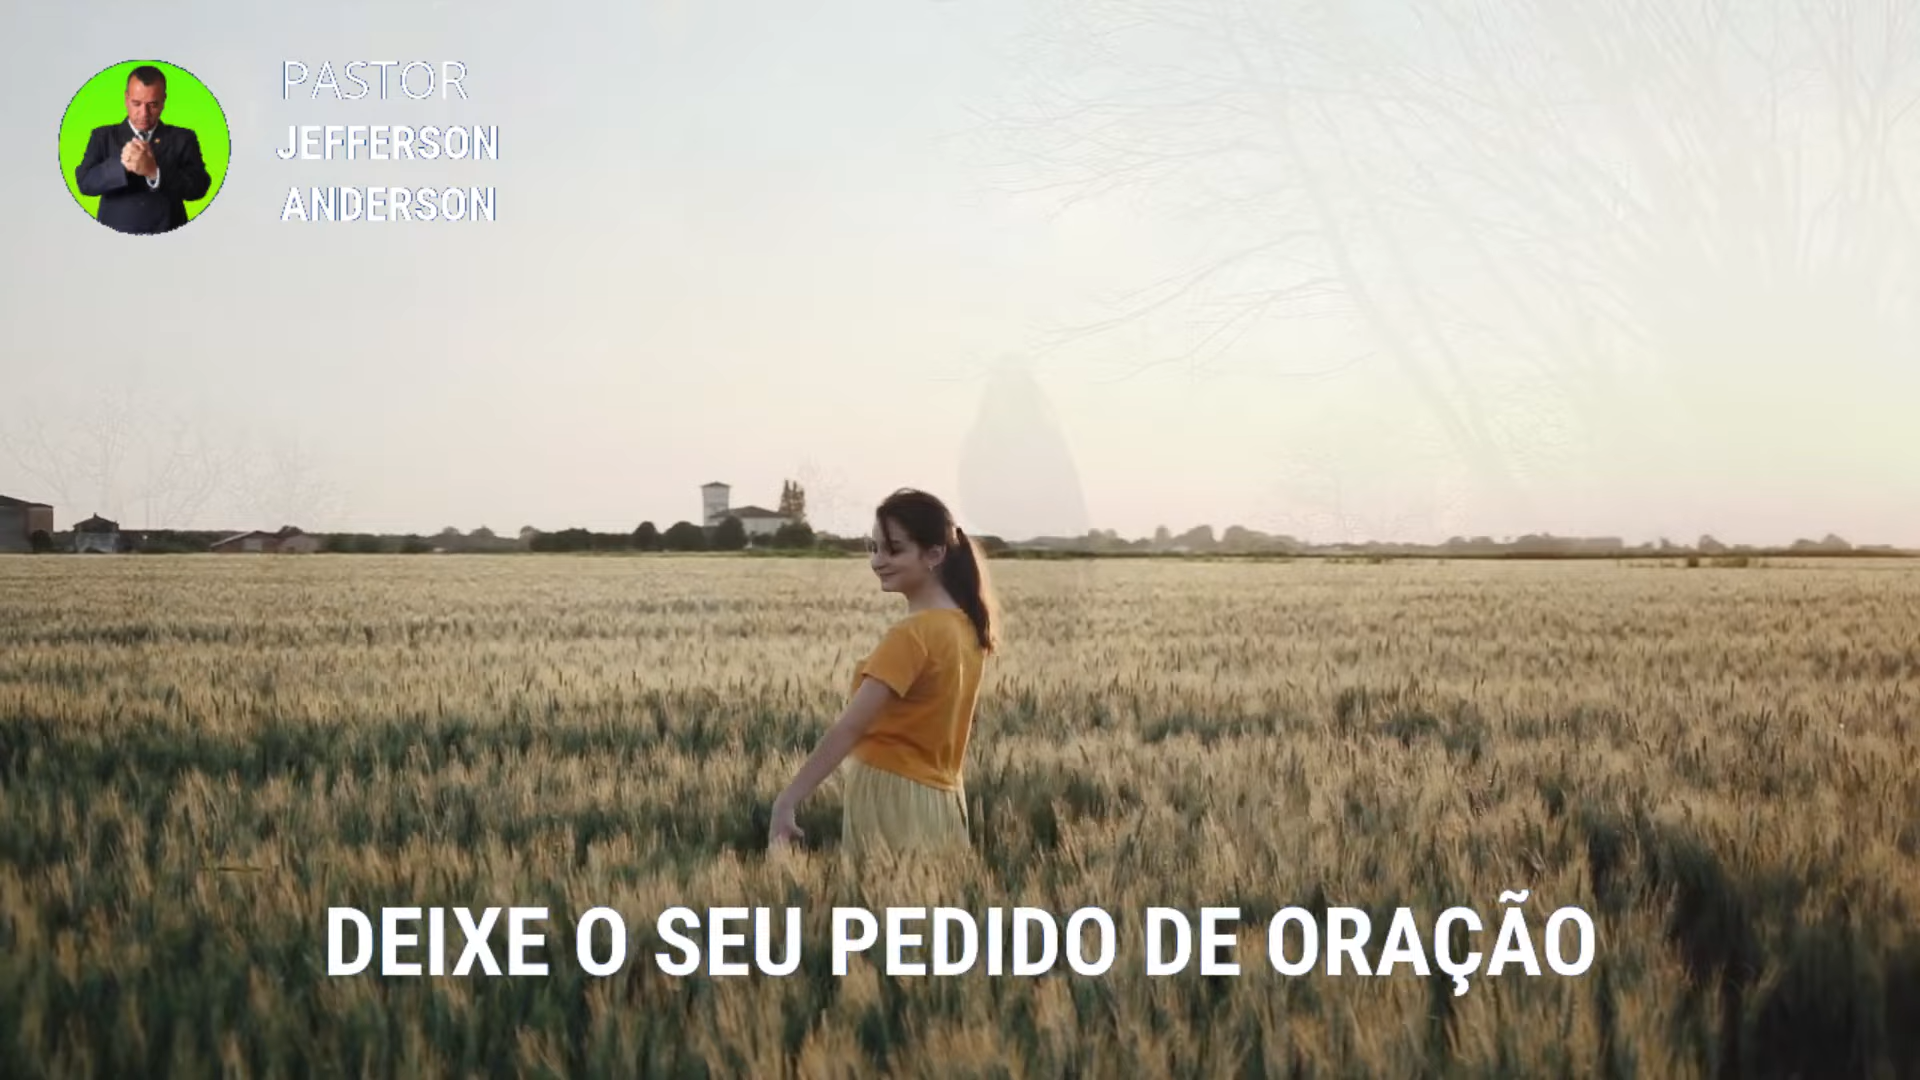 PASTOR
JEFFERSON
ANDERSON
DEIXE O SEU PEDIDO DE ORAÇÃO